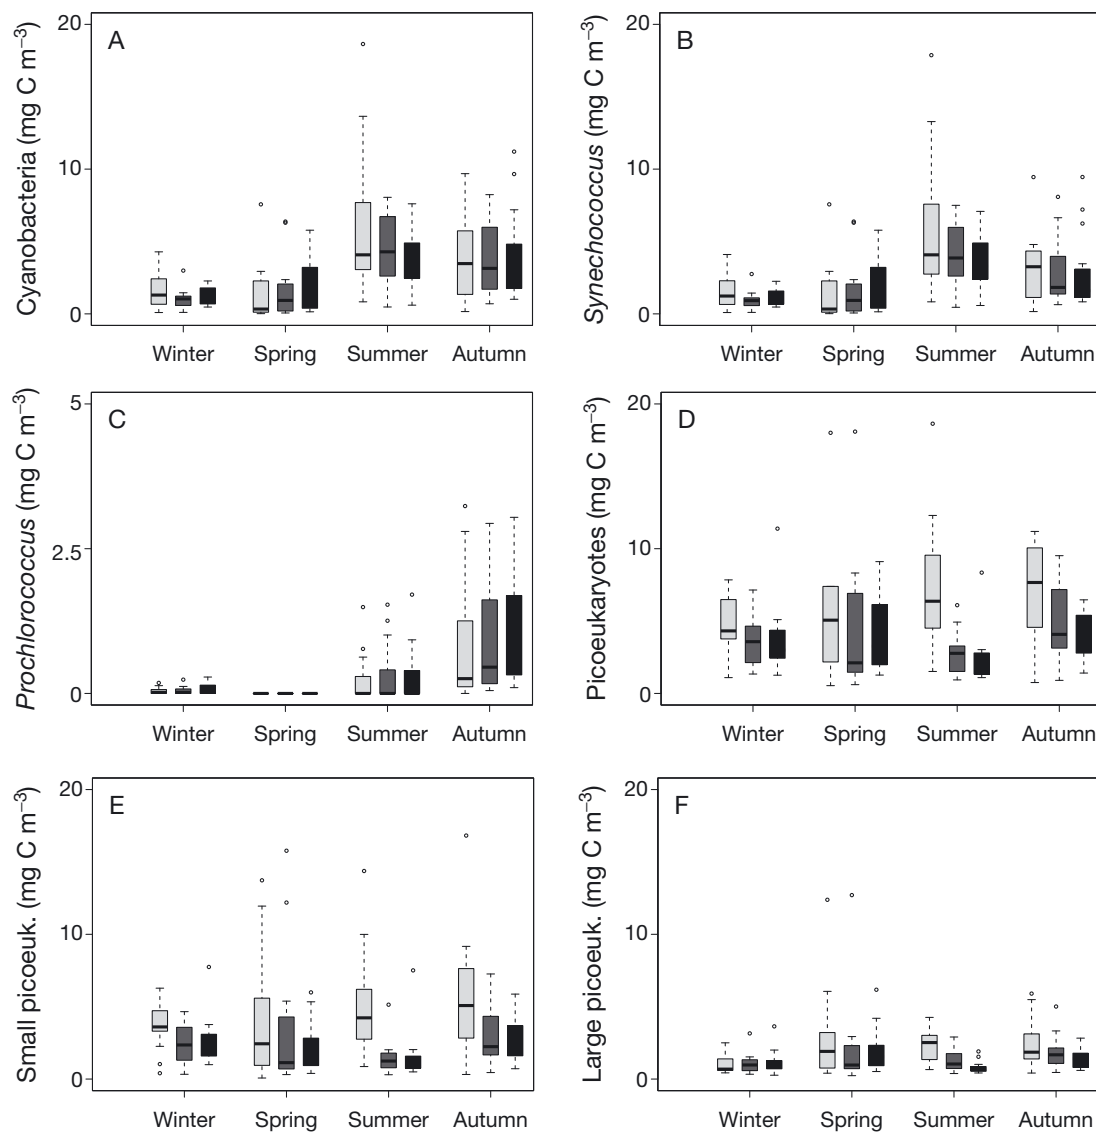 A
Cyanobacteria (mg C m⁻³)
20
10
0
Winter Spring Summer Autumn
B
Synechococcus (mg C m⁻³)
20
10
0
Winter Spring Summer Autumn
C
Prochlorococcus (mg C m⁻³)
5
2.5
0
Winter Spring Summer Autumn
D
Picoeukaryotes (mg C m⁻³)
20
10
0
Winter Spring Summer Autumn
E
Small picoeuk. (mg C m⁻³)
20
10
0
Winter Spring Summer Autumn
F
Large picoeuk. (mg C m⁻³)
20
10
0
Winter Spring Summer Autumn